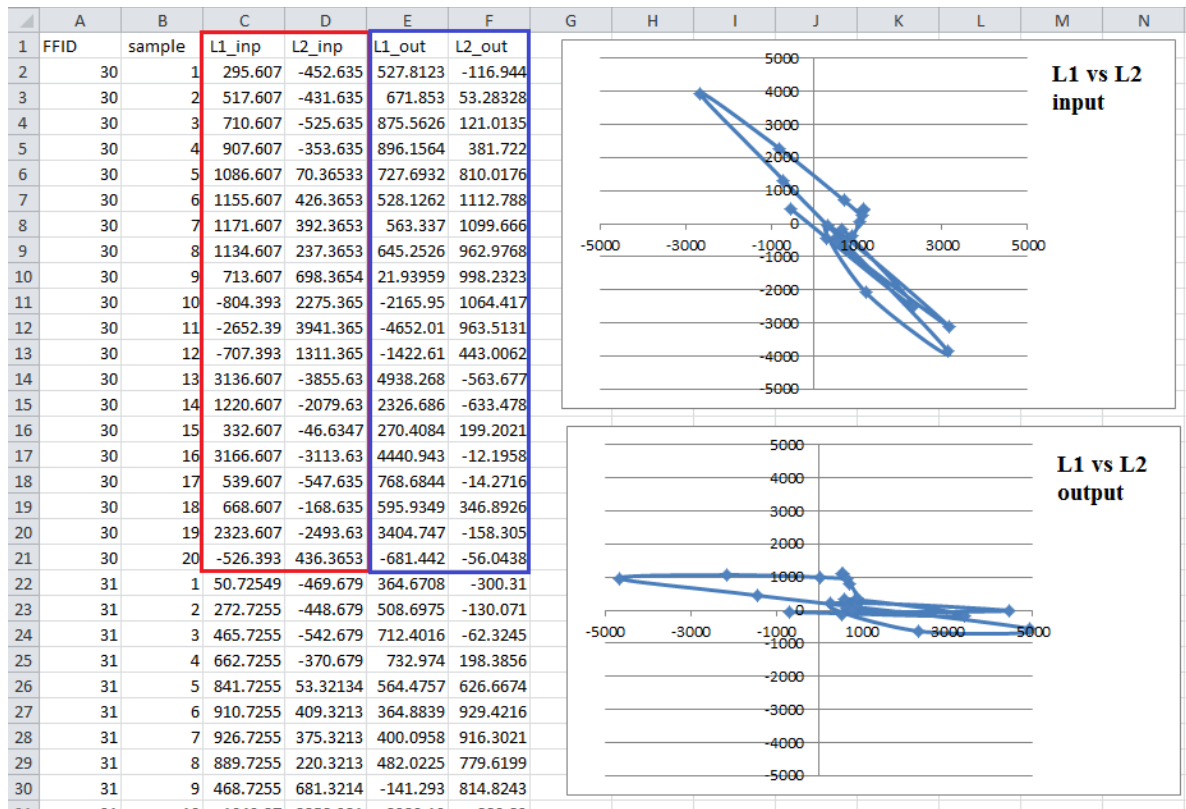 A B C D E F G H I J K L M N
1 FFID sample L1_inp L2_inp L1_out L2_out
2 30 1 295.607 -452.635 527.8123 -116.944
3 30 2 517.607 -431.635 671.853 53.28328
4 30 3 710.607 -525.635 875.5626 121.0135
5 30 4 907.607 -353.635 896.1564 381.722
6 30 5 1086.607 70.36533 727.6932 810.0176
7 30 6 1155.607 426.3653 528.1262 1112.788
8 30 7 1171.607 392.3653 563.337 1099.666
9 30 8 1134.607 237.3653 645.2526 962.9768
10 30 9 713.607 698.3654 21.93959 998.2323
11 30 10 -804.393 2275.365 -2165.95 1064.417
12 30 11 -2652.39 3941.365 -4652.01 963.5131
13 30 12 -707.393 1311.365 -1422.61 443.0062
14 30 13 3136.607 -3855.63 4938.268 -563.677
15 30 14 1220.607 -2079.63 2326.686 -633.478
16 30 15 332.607 -46.6347 270.4084 199.2021
17 30 16 3166.607 -3113.63 4440.943 -12.1958
18 30 17 539.607 -547.635 768.6844 -14.2716
19 30 18 668.607 -168.635 595.9349 346.8926
20 30 19 2323.607 -2493.63 3404.747 -158.305
21 30 20 -526.393 436.3653 -681.442 -56.0438
22 31 1 50.72549 -469.679 364.6708 -300.31
23 31 2 272.7255 -448.679 508.6975 -130.071
24 31 3 465.7255 -542.679 712.4016 -62.3245
25 31 4 662.7255 -370.679 732.974 198.3856
26 31 5 841.7255 53.32134 564.4757 626.6674
27 31 6 910.7255 409.3213 364.8839 929.4216
28 31 7 926.7255 375.3213 400.0958 916.3021
29 31 8 889.7255 220.3213 482.0225 779.6199
30 31 9 468.7255 681.3214 -141.293 814.8243
L1 vs L2
input
5000
4000
3000
2000
1000
0
-5000 -3000 -1000 1000 3000 5000
-1000
-2000
-3000
-4000
-5000
L1 vs L2
output
5000
4000
3000
2000
1000
0
-5000 -3000 -1000 1000 3000 5000
-1000
-2000
-3000
-4000
-5000